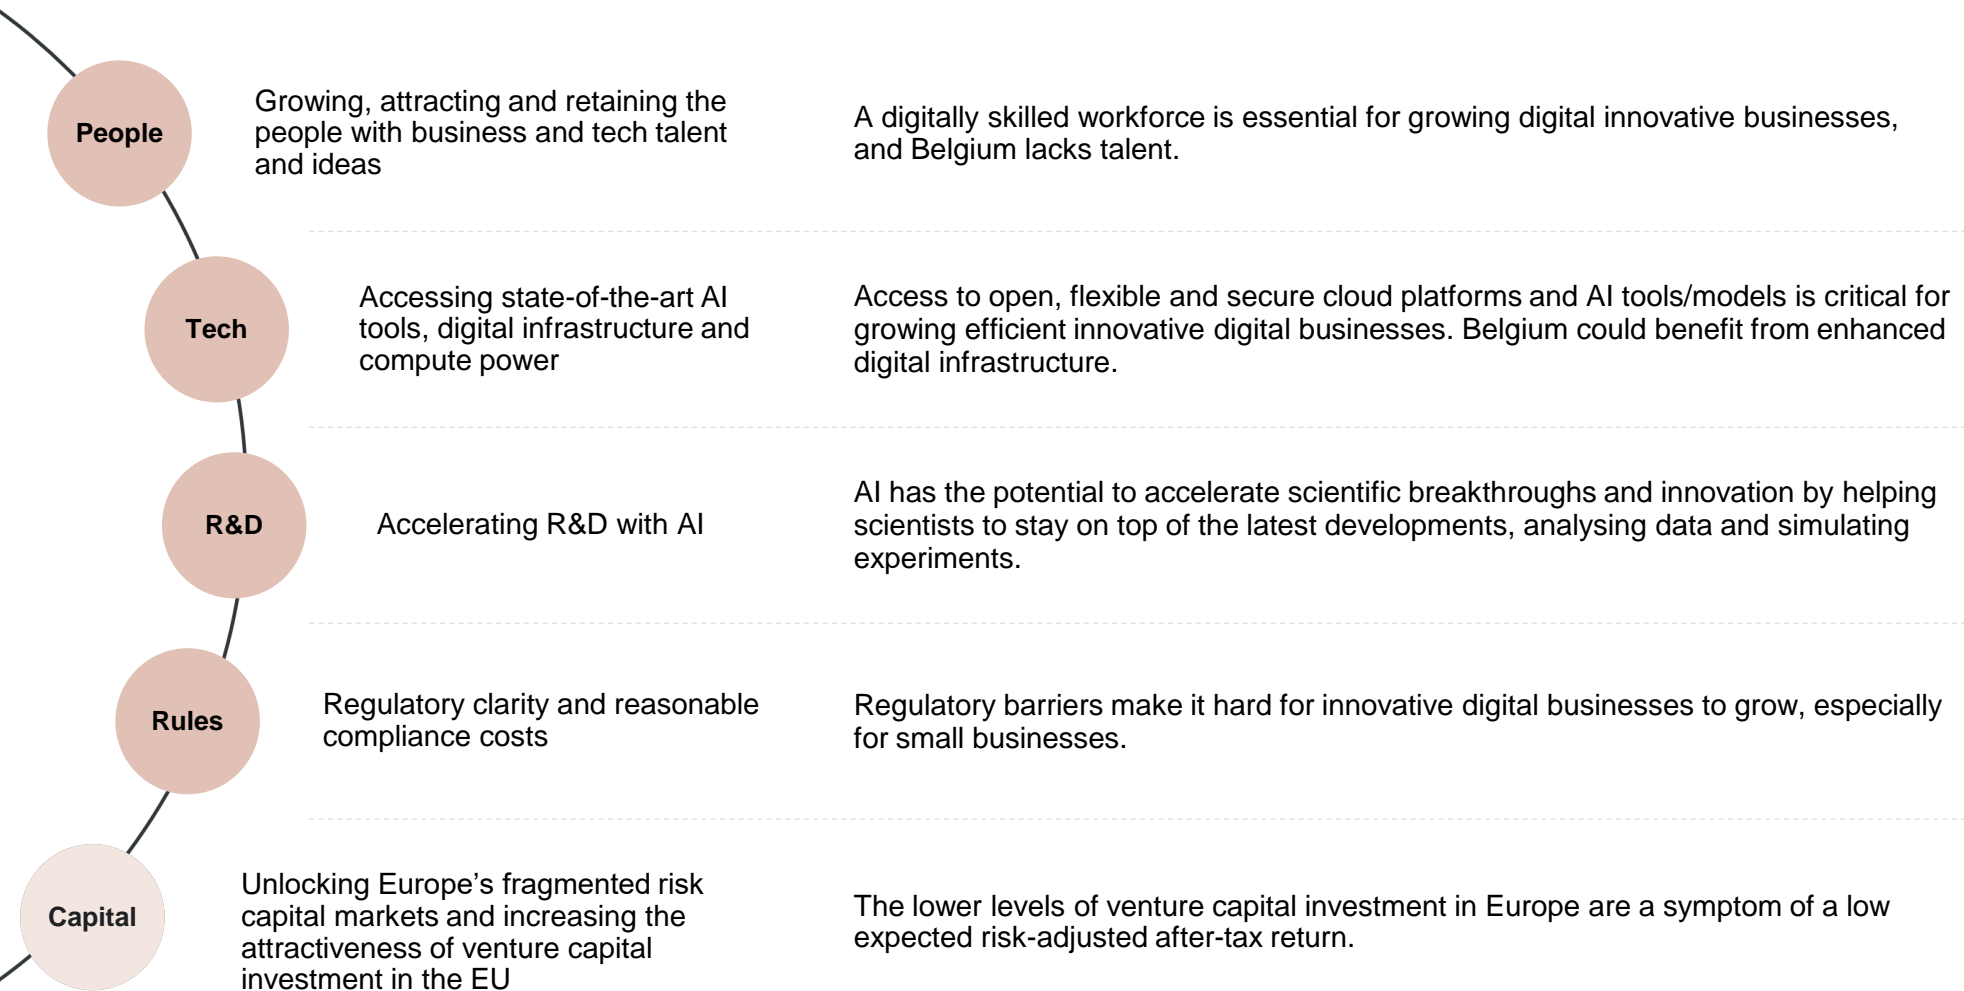 People
Growing, attracting and retaining the
people with business and tech talent
and ideas
A digitally skilled workforce is essential for growing digital innovative businesses,
and Belgium lacks talent.
Tech
Accessing state-of-the-art AI
tools, digital infrastructure and
compute power
Access to open, flexible and secure cloud platforms and AI tools/models is critical for
growing efficient innovative digital businesses. Belgium could benefit from enhanced
digital infrastructure.
R&D
Accelerating R&D with AI
AI has the potential to accelerate scientific breakthroughs and innovation by helping
scientists to stay on top of the latest developments, analysing data and simulating
experiments.
Rules
Regulatory clarity and reasonable
compliance costs
Regulatory barriers make it hard for innovative digital businesses to grow, especially
for small businesses.
Capital
Unlocking Europe’s fragmented risk
capital markets and increasing the
attractiveness of venture capital
investment in the EU
The lower levels of venture capital investment in Europe are a symptom of a low
expected risk-adjusted after-tax return.